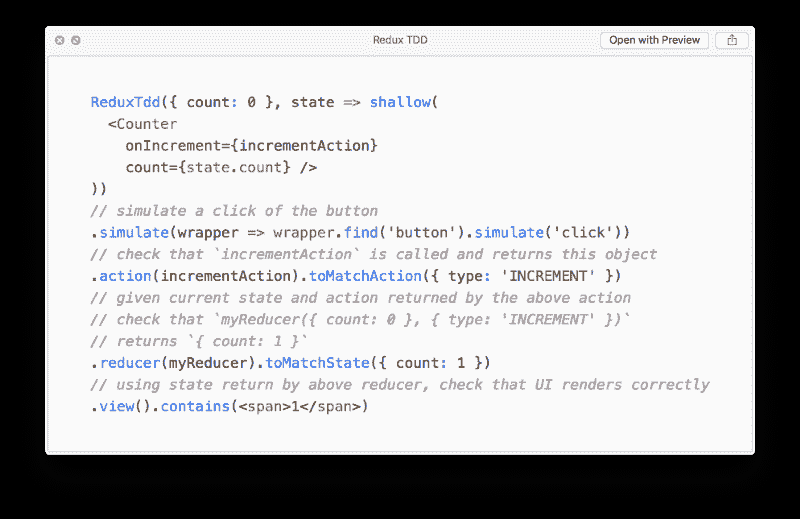 Redux TDD
Open with Preview
ReduxTdd({ count: 0 }, state => shallow(
  <Counter
    onIncrement={incrementAction}
    count={state.count} />
))
// simulate a click of the button
.simulate(wrapper => wrapper.find('button').simulate('click'))
// check that `incrementAction` is called and returns this object
.action(incrementAction).toMatchAction({ type: 'INCREMENT' })
// given current state and action returned by the above action
// check that `myReducer({ count: 0 }, { type: 'INCREMENT' })`
// returns `{ count: 1 }`
.reducer(myReducer).toMatchState({ count: 1 })
// using state return by above reducer, check that UI renders correctly
.view().contains(<span>1</span>)